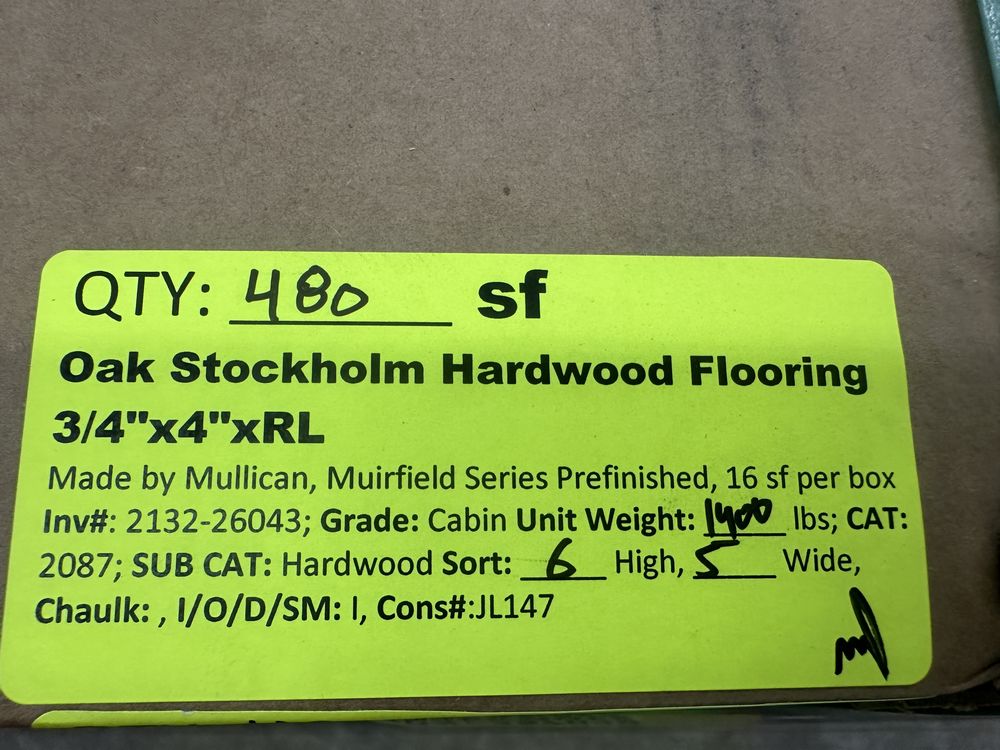 QTY: 480 sf
Oak Stockholm Hardwood Flooring
3/4"x4"xRL
Made by Mullican, Muirfield Series Prefinished, 16 sf per box
Inv#: 2132-26043; Grade: Cabin Unit Weight: 1400 lbs; CAT:
2087; SUB CAT: Hardwood Sort: 6 High, 5 Wide,
Chaulk: , I/O/D/SM: I, Cons#:JL147